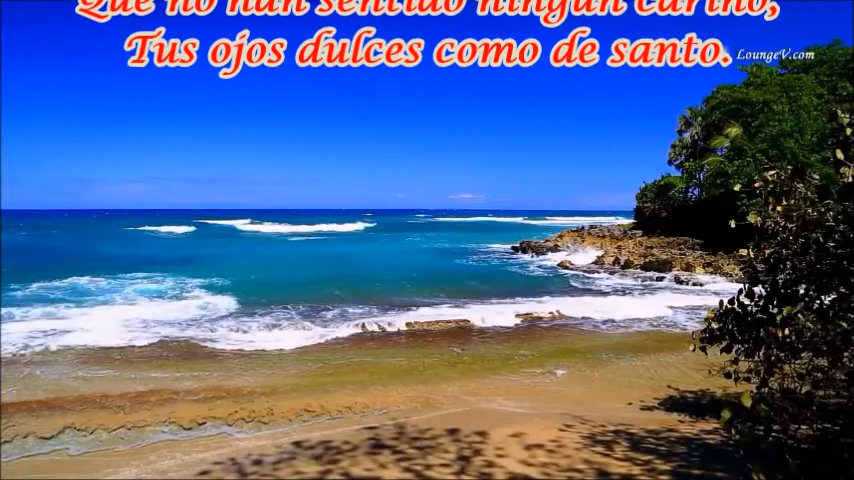 Que no han sentido ningún cariño,
Tus ojos dulces como de santo.
LoungeV.com